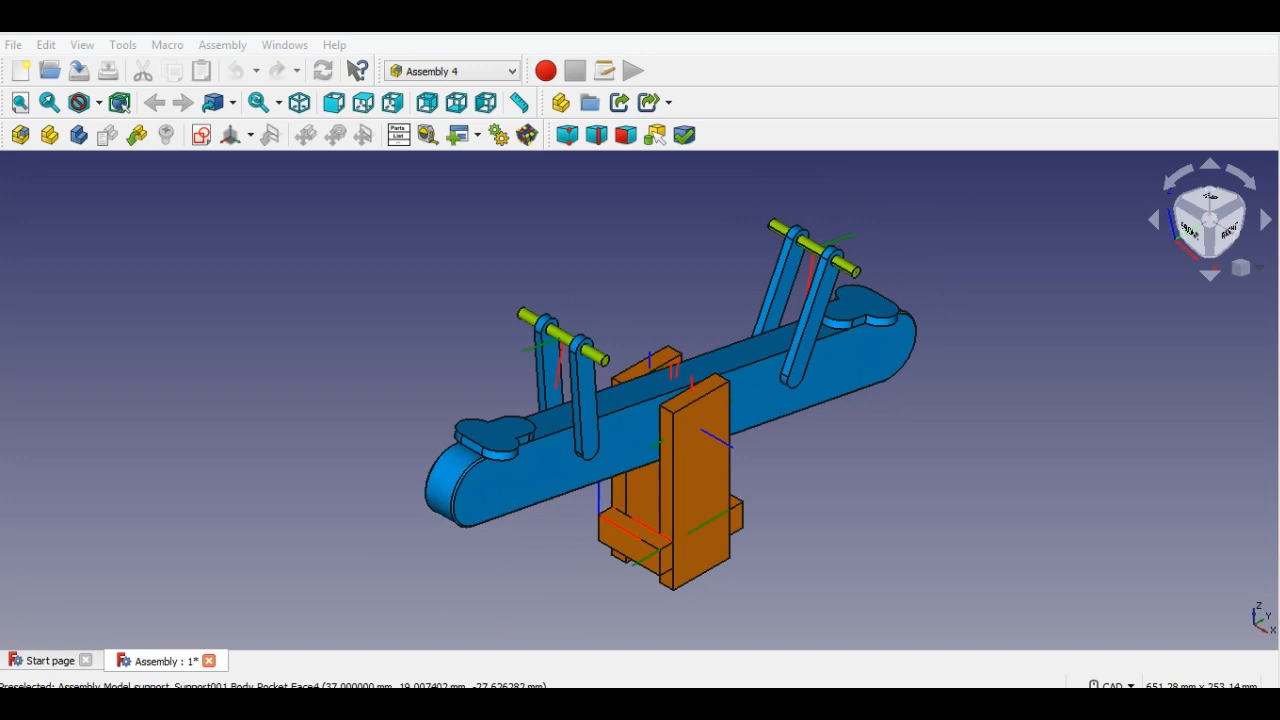 File Edit View Tools Macro Assembly Windows Help
Assembly 4
Parts
List
Z
Y
X
Start page
Assembly : 1*
Preselected: Assembly.Model.support_Support001.Body.Pocket.Face4 (37.000000 mm, 19.007402 mm, -27.626282 mm)
CAD
651.28 mm x 253.14 mm